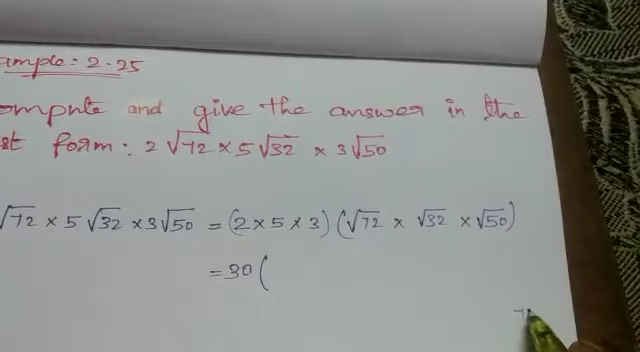 ample: 2.25
ompute and give the answer in the
st form: 2√72 × 5√32 × 3√50
√72 × 5√32 × 3√50 = (2×5×3)(√72 × √32 × √50)
= 30 (